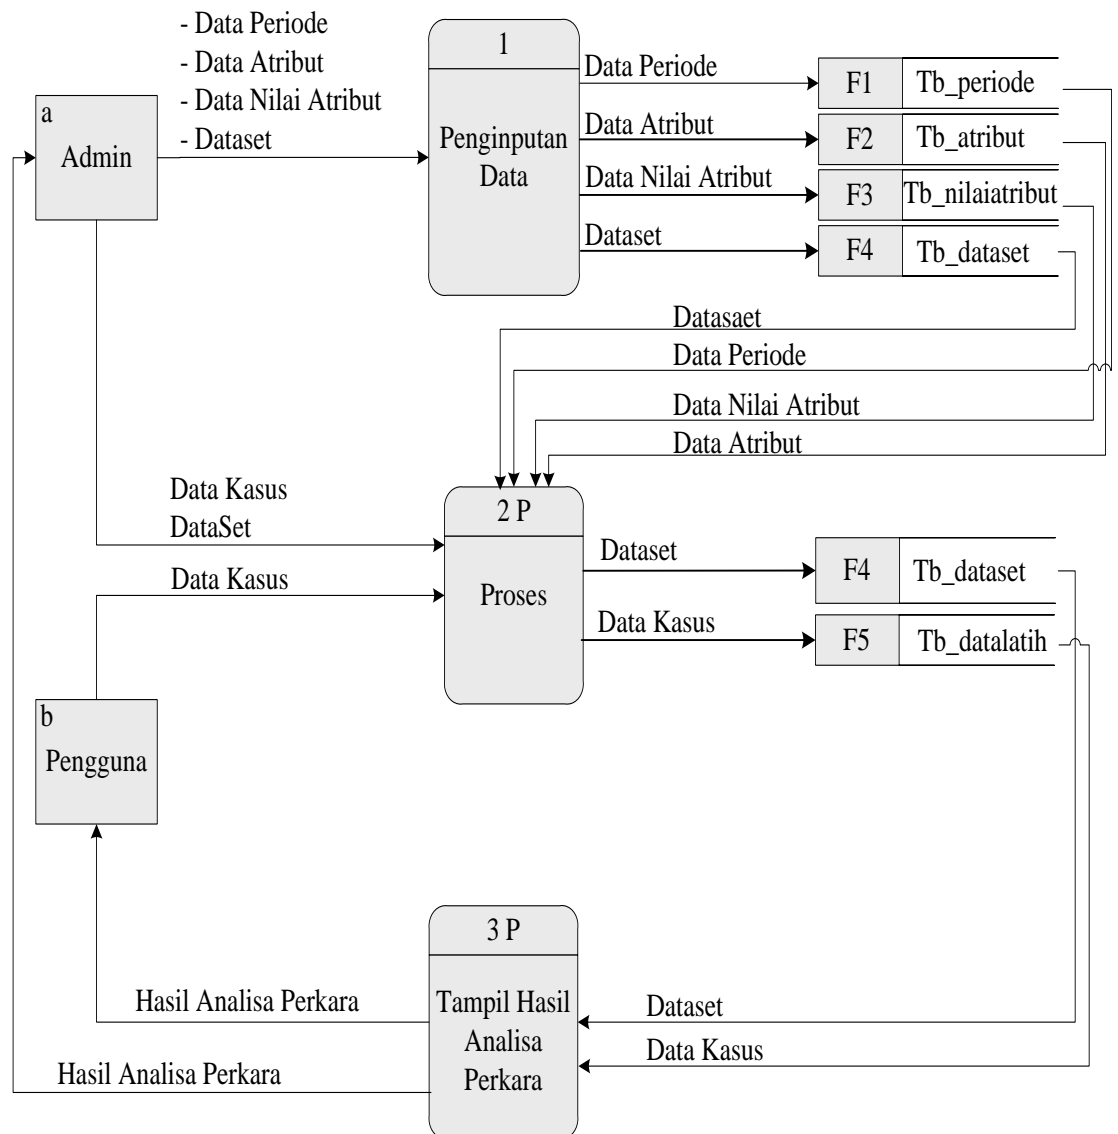 - Data Periode
- Data Atribut
- Data Nilai Atribut
- Dataset
a
Admin
1
Penginputan
Data
Data Periode
Data Atribut
Data Nilai Atribut
Dataset
F1
Tb_periode
F2
Tb_atribut
F3
Tb_nilaiatribut
F4
Tb_dataset
Datasaet
Data Periode
Data Nilai Atribut
Data Atribut
Data Kasus
DataSet
Data Kasus
2 P
Proses
Dataset
Data Kasus
F4
Tb_dataset
F5
Tb_datalatih
b
Pengguna
3 P
Tampil Hasil
Analisa
Perkara
Hasil Analisa Perkara
Hasil Analisa Perkara
Dataset
Data Kasus